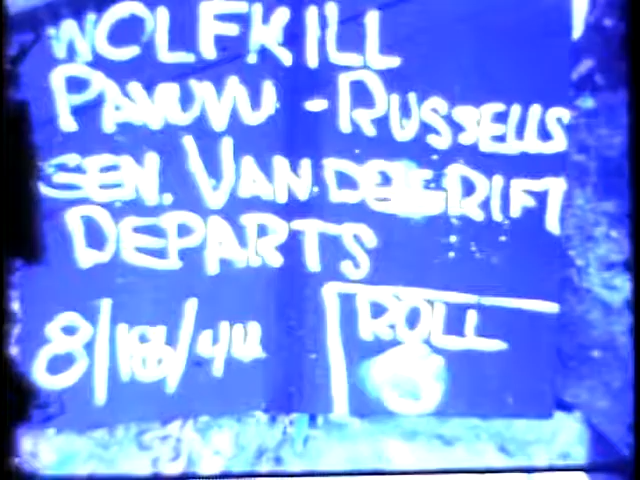 WOLFKILL
PAVUVU - RUSSELLS
GEN. VANDEGRIFT
DEPARTS
8/18/44
ROLL